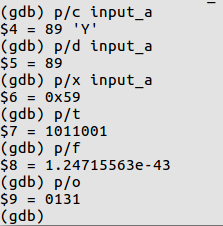 (gdb) p/c input_a
$4 = 89 'Y'
(gdb) p/d input_a
$5 = 89
(gdb) p/x input_a
$6 = 0x59
(gdb) p/t
$7 = 1011001
(gdb) p/f
$8 = 1.24715563e-43
(gdb) p/o
$9 = 0131
(gdb)